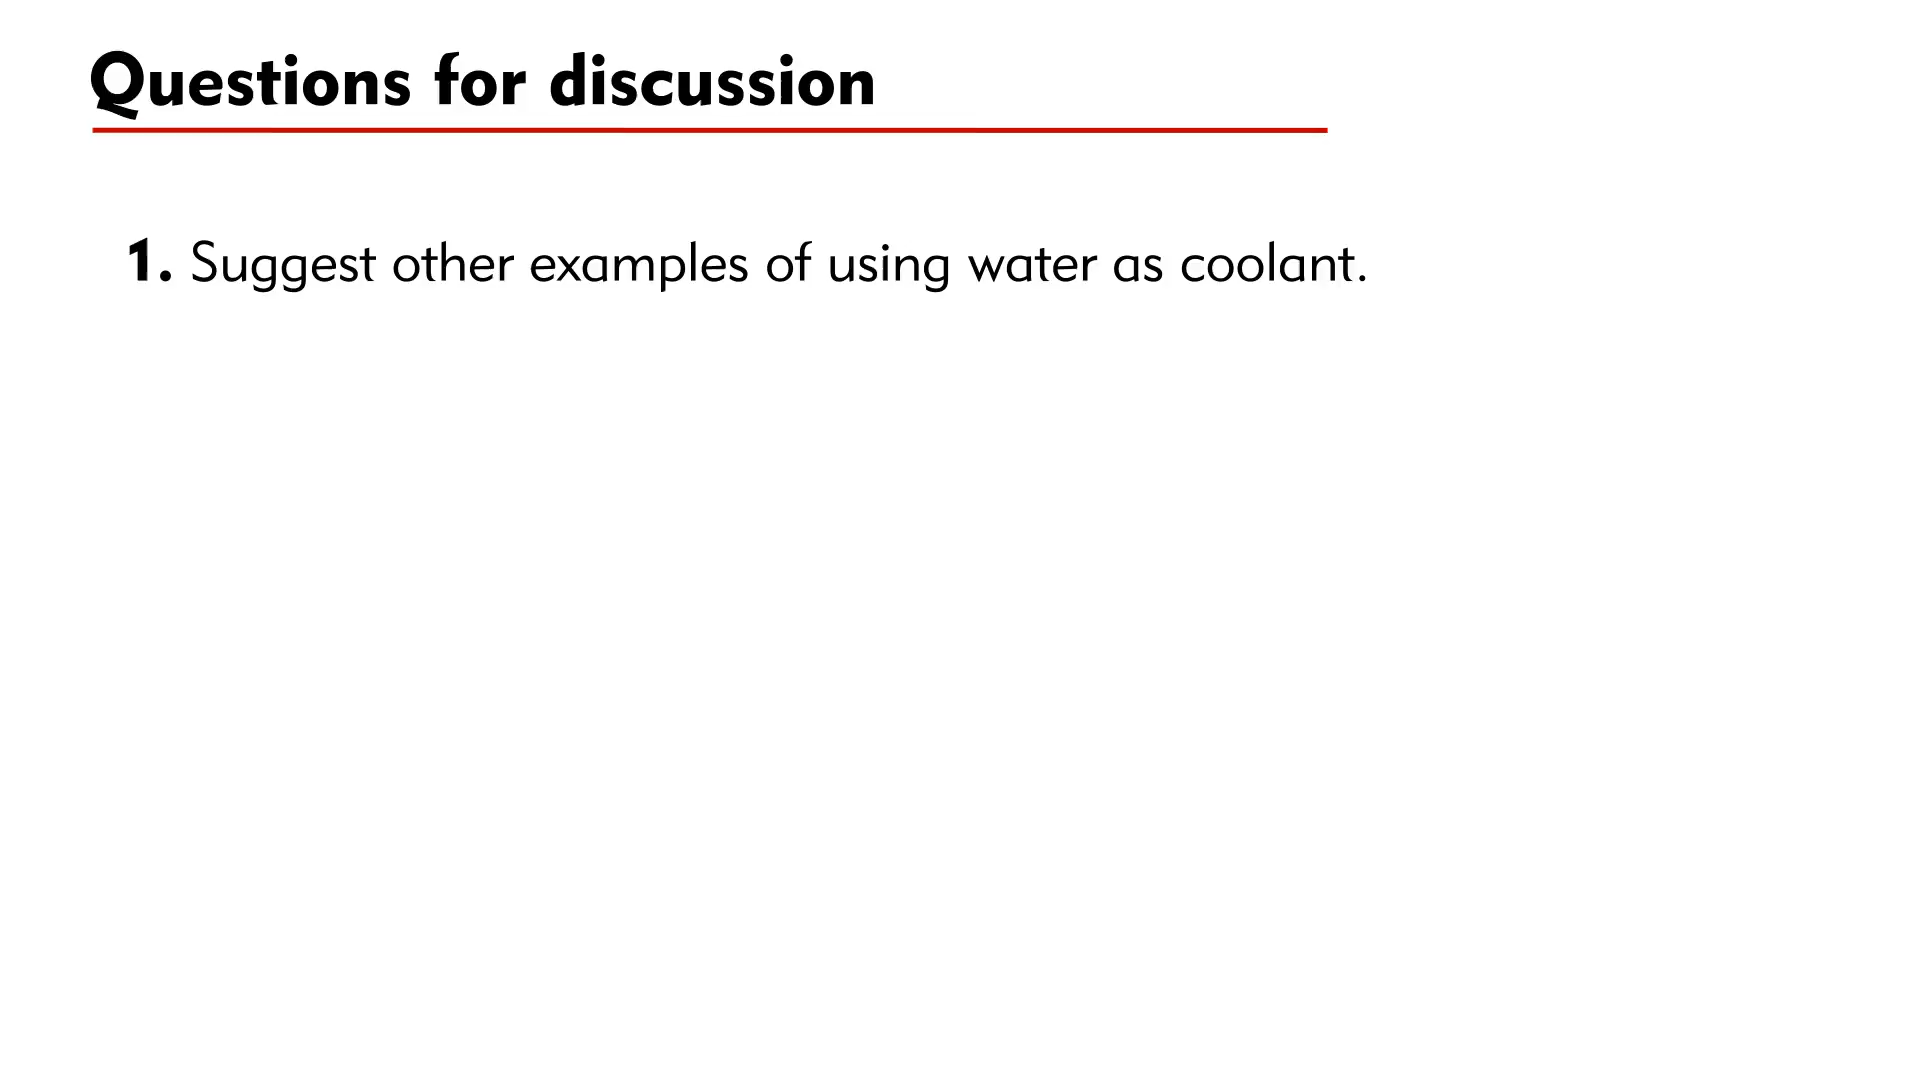 Questions for discussion
1. Suggest other examples of using water as coolant.